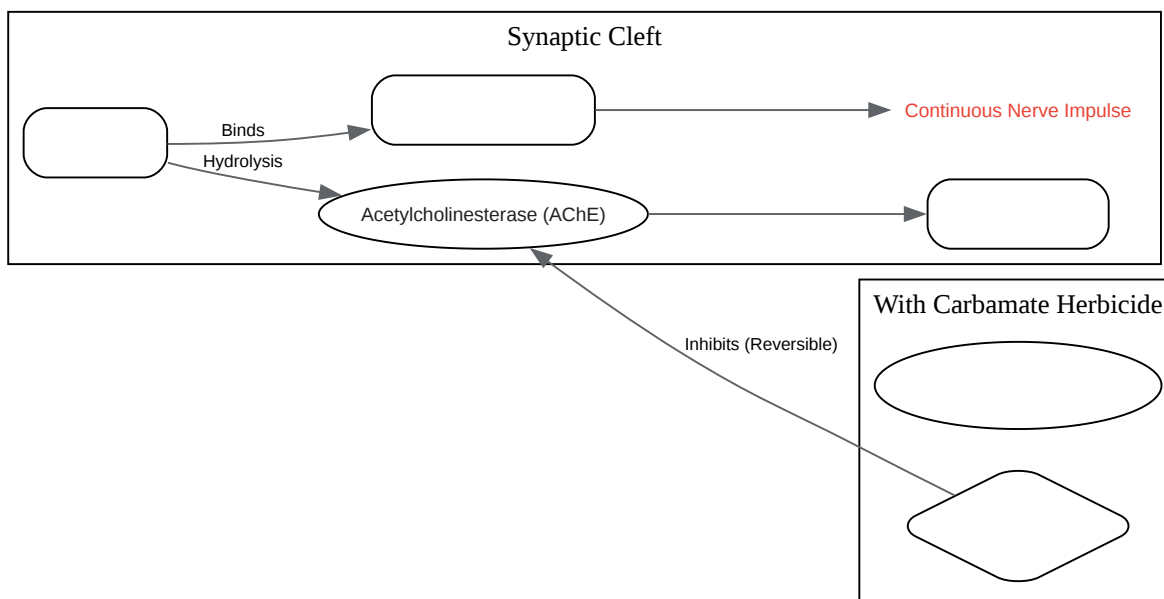 Synaptic Cleft
Binds
Continuous Nerve Impulse
Hydrolysis
Acetylcholinesterase (AChE)
With Carbamate Herbicide
Inhibits (Reversible)